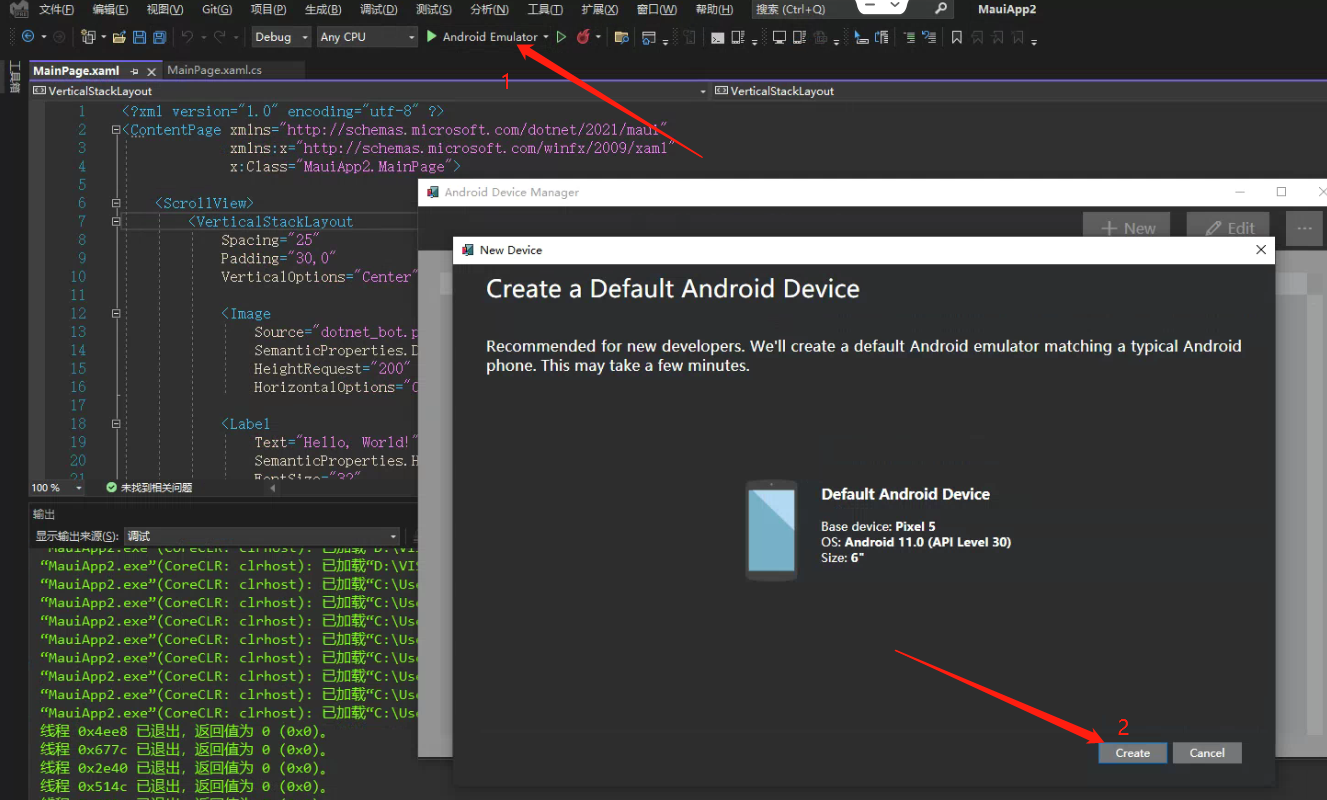 文件(F) 编辑(E) 视图(V) Git(G) 项目(P) 生成(B) 调试(D) 测试(S) 分析(N) 工具(T) 扩展(X) 窗口(W) 帮助(H) 搜索 (Ctrl+Q) MauiApp2
Debug Any CPU Android Emulator
工具箱
MainPage.xaml MainPage.xaml.cs
1
VerticalStackLayout VerticalStackLayout
1 <?xml version="1.0" encoding="utf-8" ?>
2 <ContentPage xmlns="http://schemas.microsoft.com/dotnet/2021/maui"
3 xmlns:x="http://schemas.microsoft.com/winfx/2009/xaml"
4 x:Class="MauiApp2.MainPage">
5
6 <ScrollView>
7 <VerticalStackLayout
8 Spacing="25"
9 Padding="30,0"
10 VerticalOptions="Center"
11
12 <Image
13 Source="dotnet_bot.p
14 SemanticProperties.D
15 HeightRequest="200"
16 HorizontalOptions="C
17
18 <Label
19 Text="Hello, World!"
20 SemanticProperties.H
21 FontSize="32"
100 % 未找到相关问题
输出
显示输出来源(S): 调试
“MauiApp2.exe”(CoreCLR: clrhost): 已加载“D:\VIS
“MauiApp2.exe”(CoreCLR: clrhost): 已加载“D:\VIS
“MauiApp2.exe”(CoreCLR: clrhost): 已加载“C:\Use
“MauiApp2.exe”(CoreCLR: clrhost): 已加载“C:\Use
“MauiApp2.exe”(CoreCLR: clrhost): 已加载“C:\Use
“MauiApp2.exe”(CoreCLR: clrhost): 已加载“C:\Use
“MauiApp2.exe”(CoreCLR: clrhost): 已加载“C:\Use
“MauiApp2.exe”(CoreCLR: clrhost): 已加载“C:\Use
“MauiApp2.exe”(CoreCLR: clrhost): 已加载“C:\Use
“MauiApp2.exe”(CoreCLR: clrhost): 已加载“C:\Use
线程 0x4ee8 已退出，返回值为 0 (0x0)。
线程 0x677c 已退出，返回值为 0 (0x0)。
线程 0x2e40 已退出，返回值为 0 (0x0)。
线程 0x514c 已退出，返回值为 0 (0x0)。
Android Device Manager
New Edit
New Device
Create a Default Android Device
Recommended for new developers. We'll create a default Android emulator matching a typical Android
phone. This may take a few minutes.
Default Android Device
Base device: Pixel 5
OS: Android 11.0 (API Level 30)
Size: 6"
2
Create Cancel